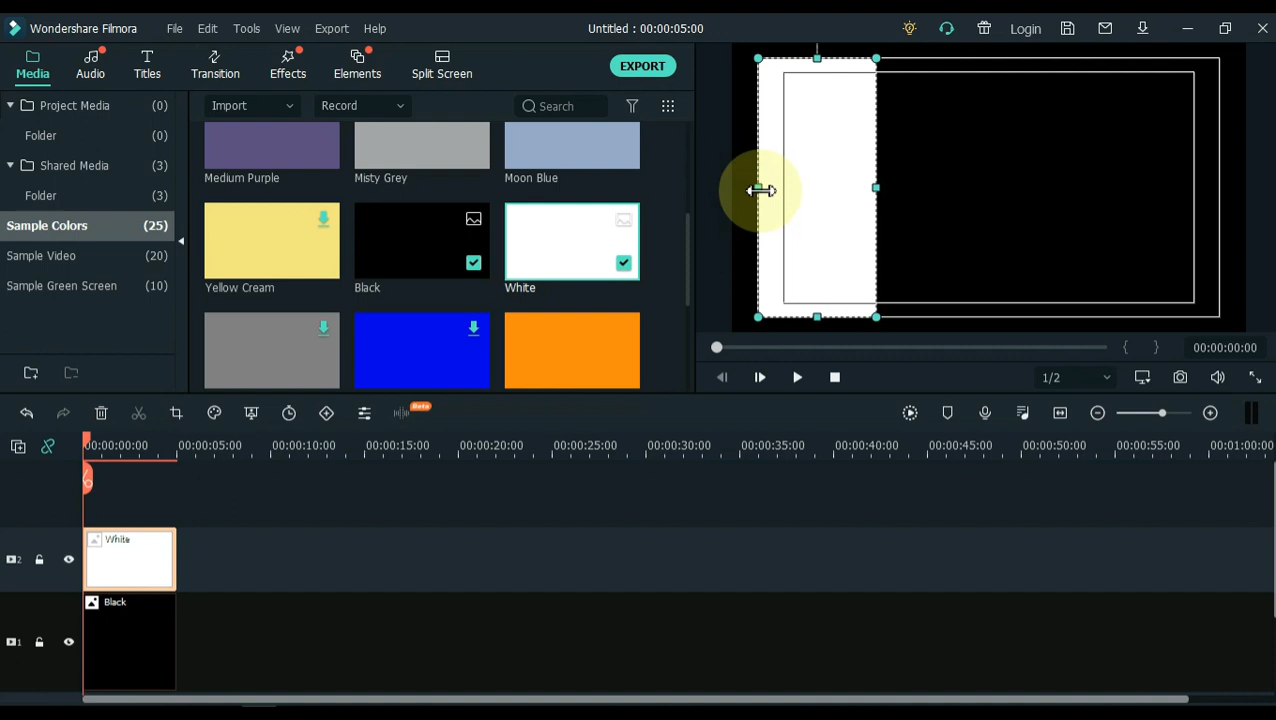 Wondershare Filmora File Edit Tools View Export Help Untitled : 00:00:05:00 Login
Media Audio Titles Transition Effects Elements Split Screen EXPORT
Project Media (0)
Folder (0)
Shared Media (3)
Folder (3)
Sample Colors (25)
Sample Video (20)
Sample Green Screen (10)
Import Record Search
Medium Purple Misty Grey Moon Blue
Yellow Cream Black White
00:00:00:00
1/2
Beta
00:00:00:00 00:00:05:00 00:00:10:00 00:00:15:00 00:00:20:00 00:00:25:00 00:00:30:00 00:00:35:00 00:00:40:00 00:00:45:00 00:00:50:00 00:00:55:00 00:01:00:00
White
2
Black
1